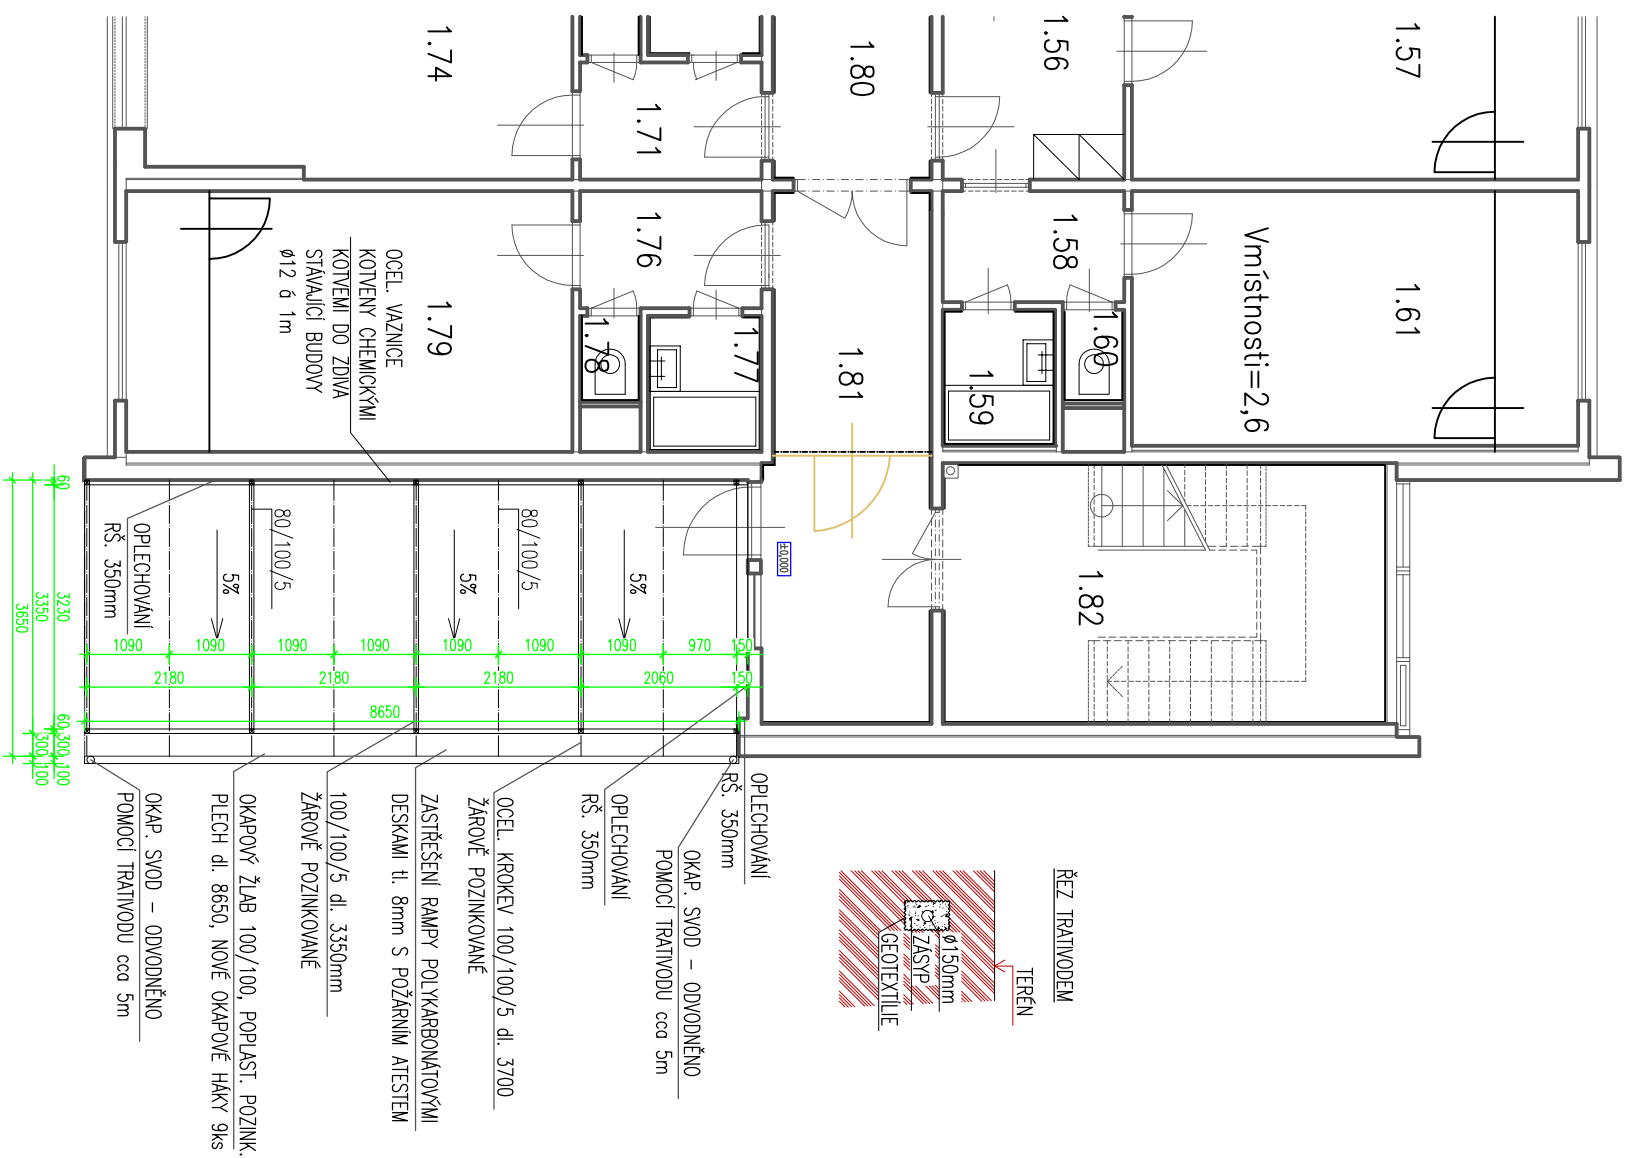 1.74
1.80
1.56
1.57
1.71
1.76
1.58
Vmístnosti=2,6
1.61
1.79
1.78
1.77
1.81
1.60
1.59
1.82
OCEL. VAZNICE
KOTVENY CHEMICKÝMI
KOTVEMI DO ZDIVA
STÁVAJÍCÍ BUDOVY
ø12 á 1m
OPLECHOVÁNÍ
RŠ. 350mm
80/100/5
80/100/5
5%
5%
5%
±0,000
60
3230
3350
3650
60
300
300
100
100
1090
1090
1090
1090
1090
1090
1090
970
150
2180
2180
2180
2060
150
8650
OPLECHOVÁNÍ
RŠ. 350mm
OKAP. SVOD – ODVODNĚNO
POMOCÍ TRATIVODU cca 5m
OPLECHOVÁNÍ
RŠ. 350mm
OCEL. KROKEV 100/100/5 dl. 3700
ŽÁROVĚ POZINKOVANÉ
ZASTŘEŠENÍ RAMPY POLYKARBONÁTOVÝMI
DESKAMI tl. 8mm S POŽÁRNÍM ATESTEM
100/100/5 dl. 3350mm
ŽÁROVĚ POZINKOVANÉ
OKAPOVÝ ŽLAB 100/100, POPLAST. POZINK.
PLECH dl. 8650, NOVÉ OKAPOVÉ HÁKY 9ks
OKAP. SVOD – ODVODNĚNO
POMOCÍ TRATIVODU cca 5m
ŘEZ TRATIVODEM
TERÉN
ø150mm
ZÁSYP
GEOTEXTÍLIE